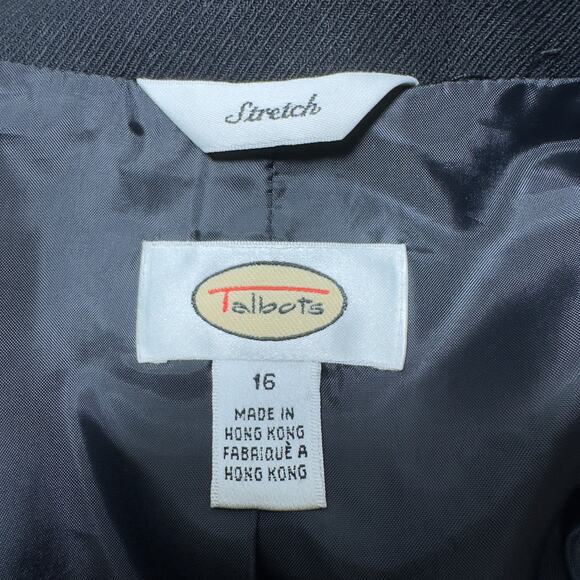 Stretch
Talbots
16
MADE IN
HONG KONG
FABRIQUÈ A
HONG KONG